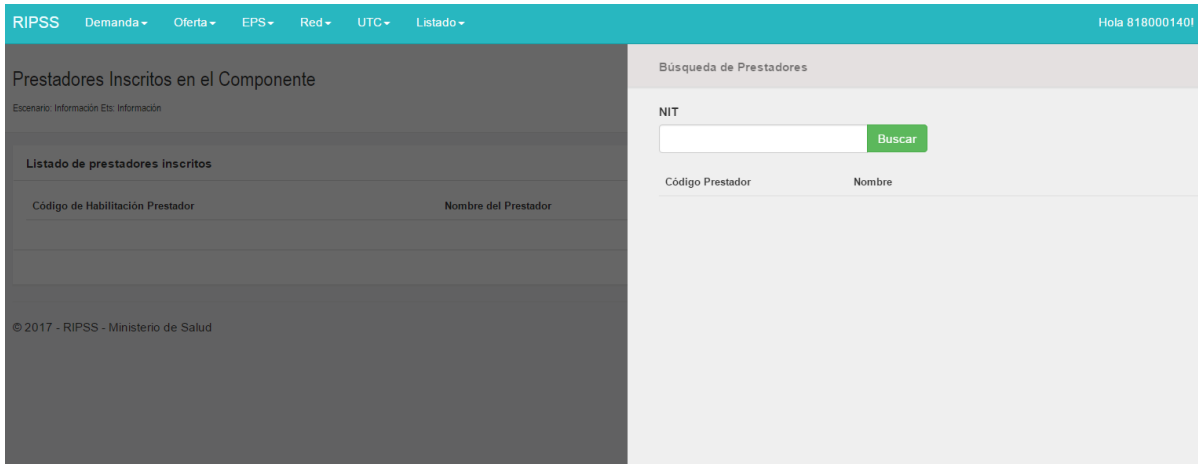 RIPSS Demanda Oferta EPS Red UTC Listado Hola 818000140!
Prestadores Inscritos en el Componente
Escenario: Información Ets: Información
Listado de prestadores inscritos
Código de Habilitación Prestador Nombre del Prestador
© 2017 - RIPSS - Ministerio de Salud
Búsqueda de Prestadores
NIT
Buscar
Código Prestador Nombre